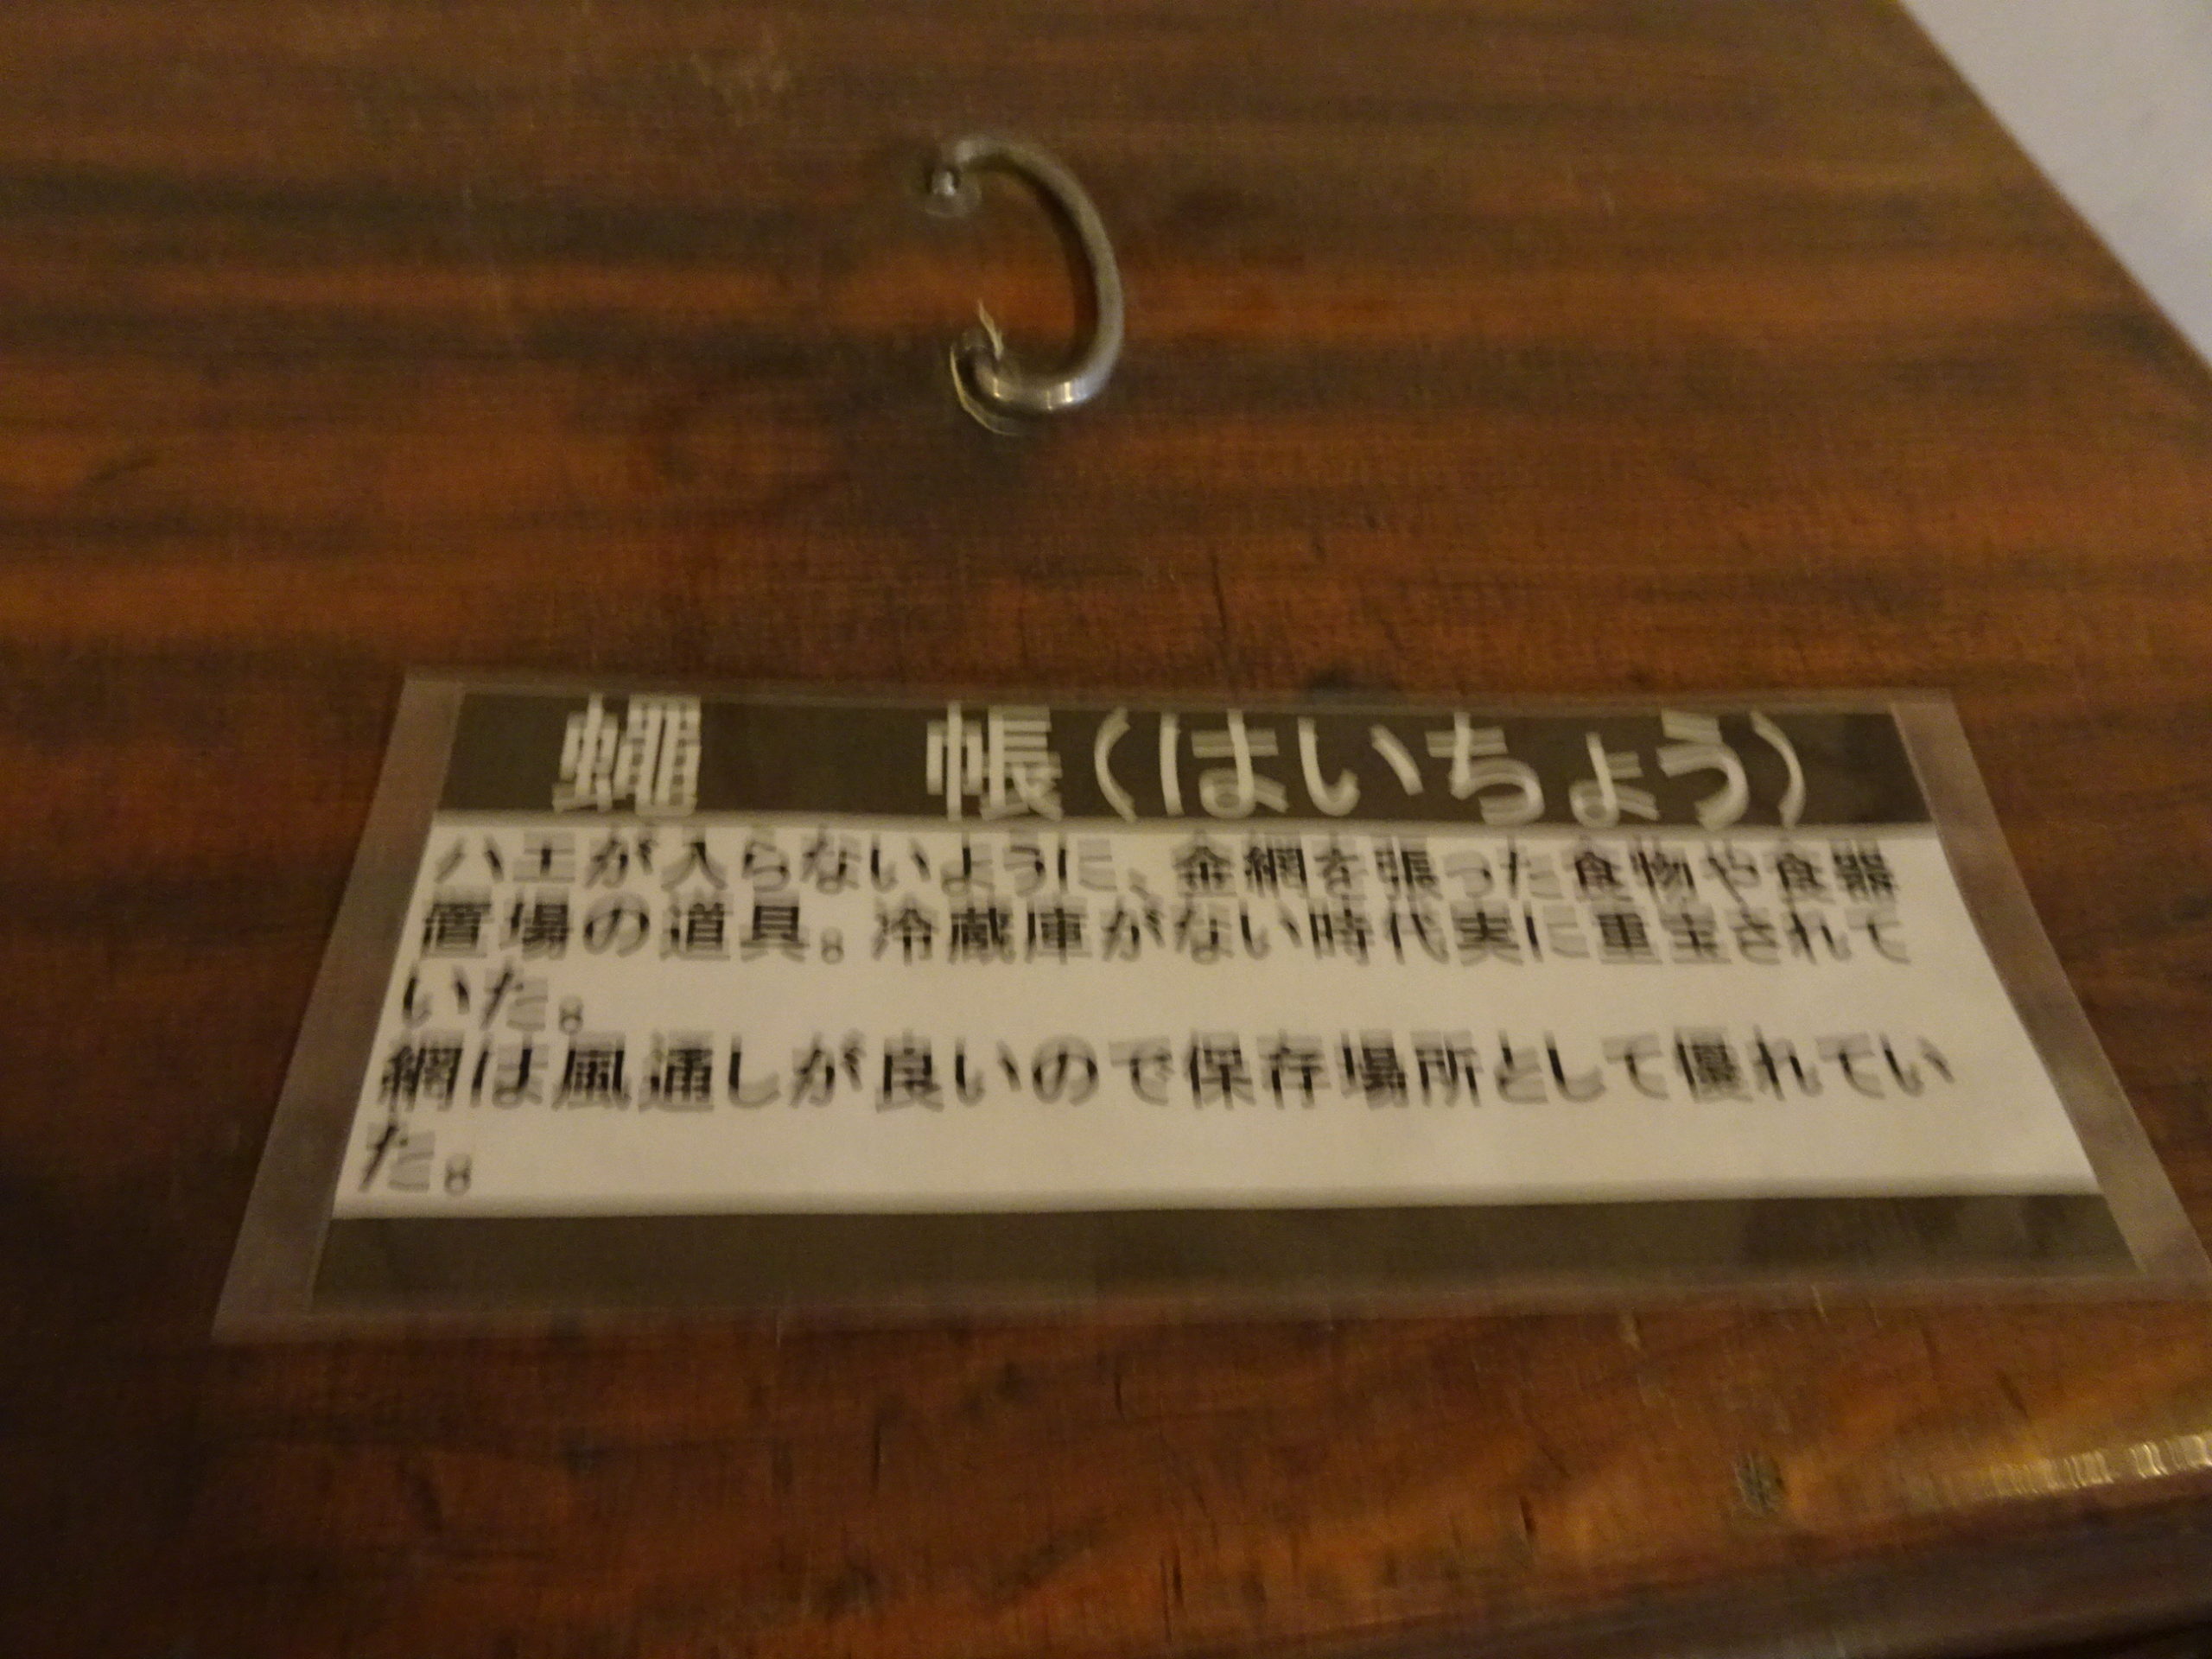 蠅　　帳(はいちょう)
ハエが入らないように、金網を張った食物や食器
置場の道具。冷蔵庫がない時代実に重宝されて
いた。
網は風通しが良いので保存場所として優れてい
た。